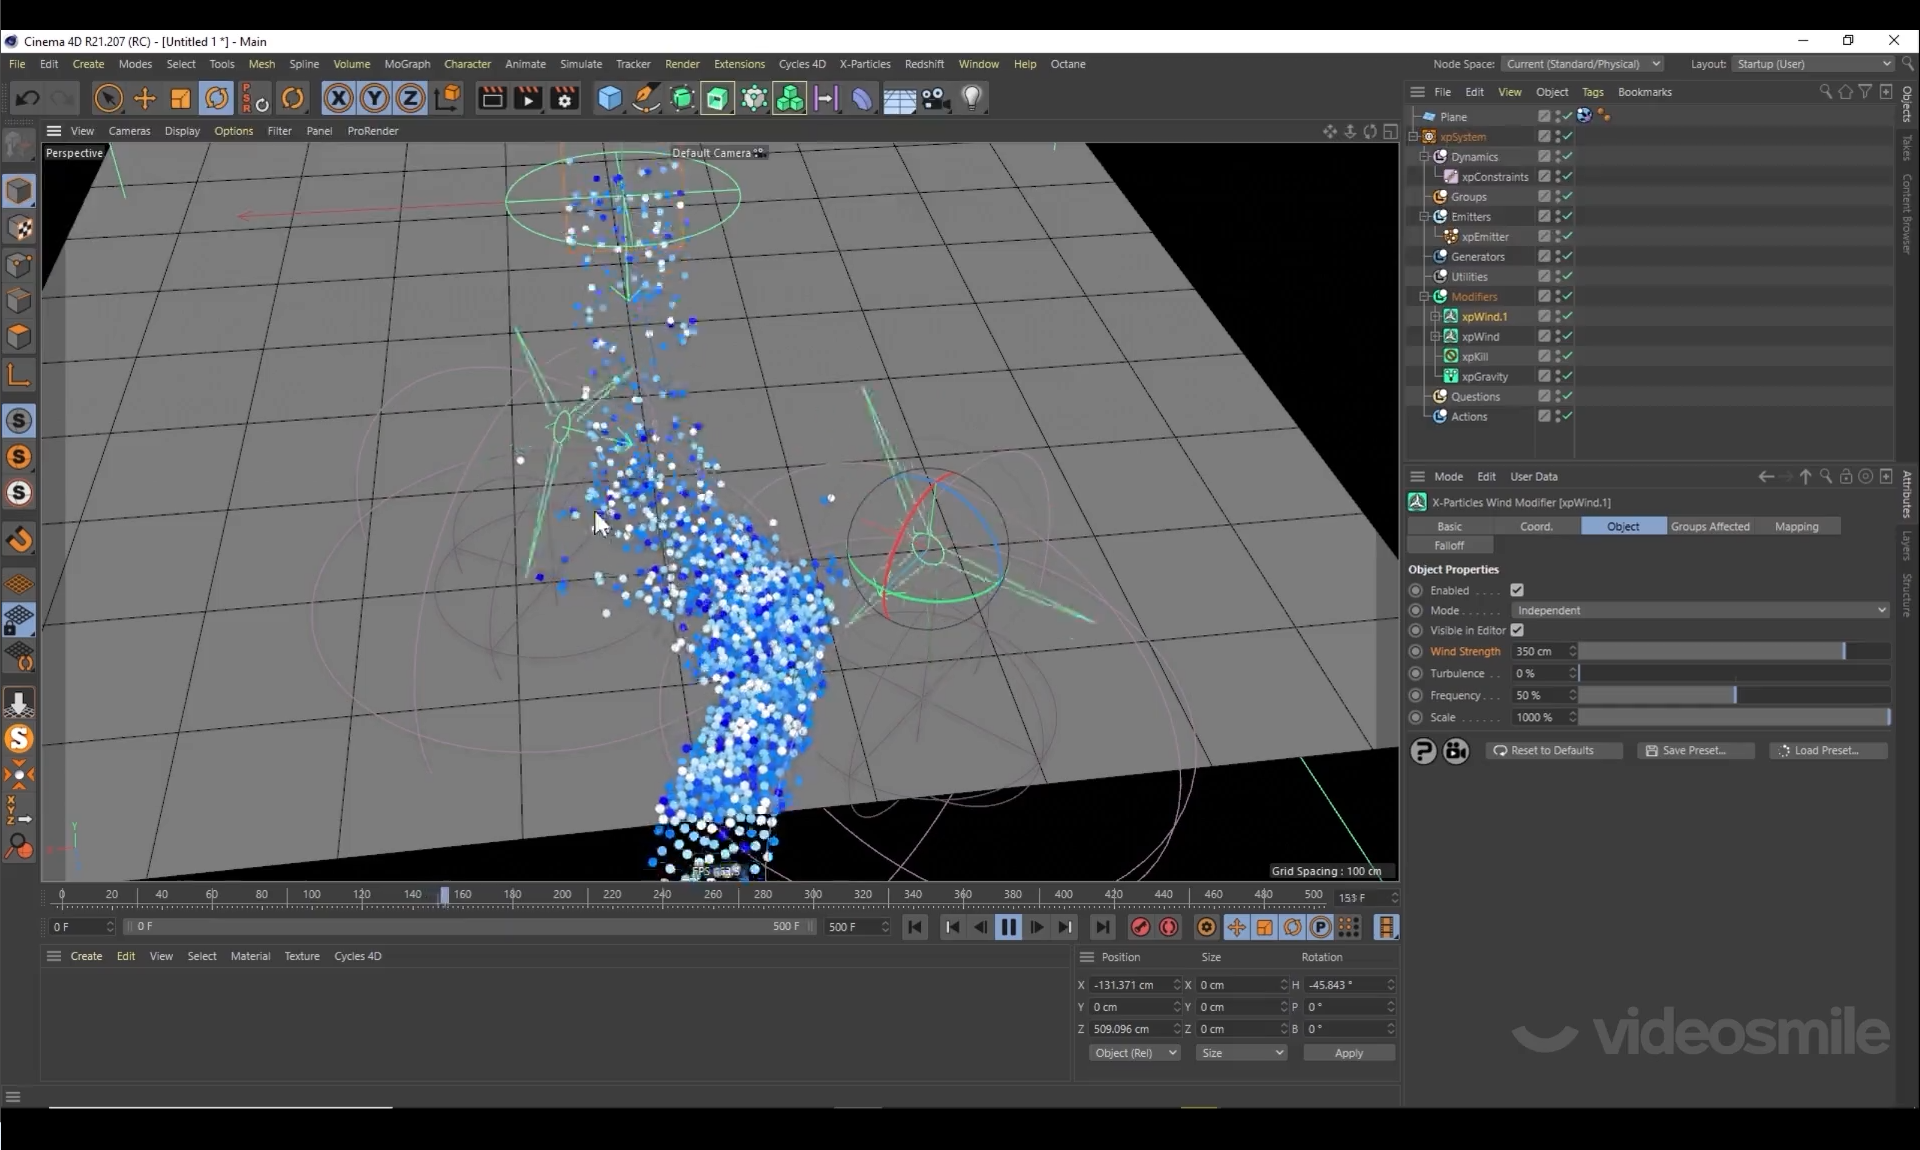 Cinema 4D R21.207 (RC) - [Untitled 1 *] - Main
File Edit Create Modes Select Tools Mesh Spline Volume MoGraph Character Animate Simulate Tracker Render Extensions Cycles 4D X-Particles Redshift Window Help Octane
Node Space: Current (Standard/Physical) Layout: Startup (User)
View Cameras Display Options Filter Panel ProRender
Perspective
Default Camera
Grid Spacing : 100 cm
File Edit View Object Tags Bookmarks
Plane
xpSystem
Dynamics
xpConstraints
Groups
Emitters
xpEmitter
Generators
Utilities
Modifiers
xpWind.1
xpWind
xpKill
xpGravity
Questions
Actions
Objects
Takes
Content Browser
Mode Edit User Data
X-Particles Wind Modifier [xpWind.1]
Basic Coord. Object Groups Affected Mapping
Falloff
Object Properties
Enabled
Mode Independent
Visible in Editor
Wind Strength 350 cm
Turbulence 0 %
Frequency 50 %
Scale 1000 %
Reset to Defaults Save Preset... Load Preset...
Attributes
Layers
Structure
0 20 40 60 80 100 120 140 160 180 200 220 240 260 280 300 320 340 360 380 400 420 440 460 480 500
0 F 0 F 500 F 500 F
Create Edit View Select Material Texture Cycles 4D
Position Size Rotation
X -131.371 cm X 0 cm H -45.843 °
Y 0 cm Y 0 cm P 0 °
Z 509.096 cm Z 0 cm B 0 °
Object (Rel) Size Apply
videosmile